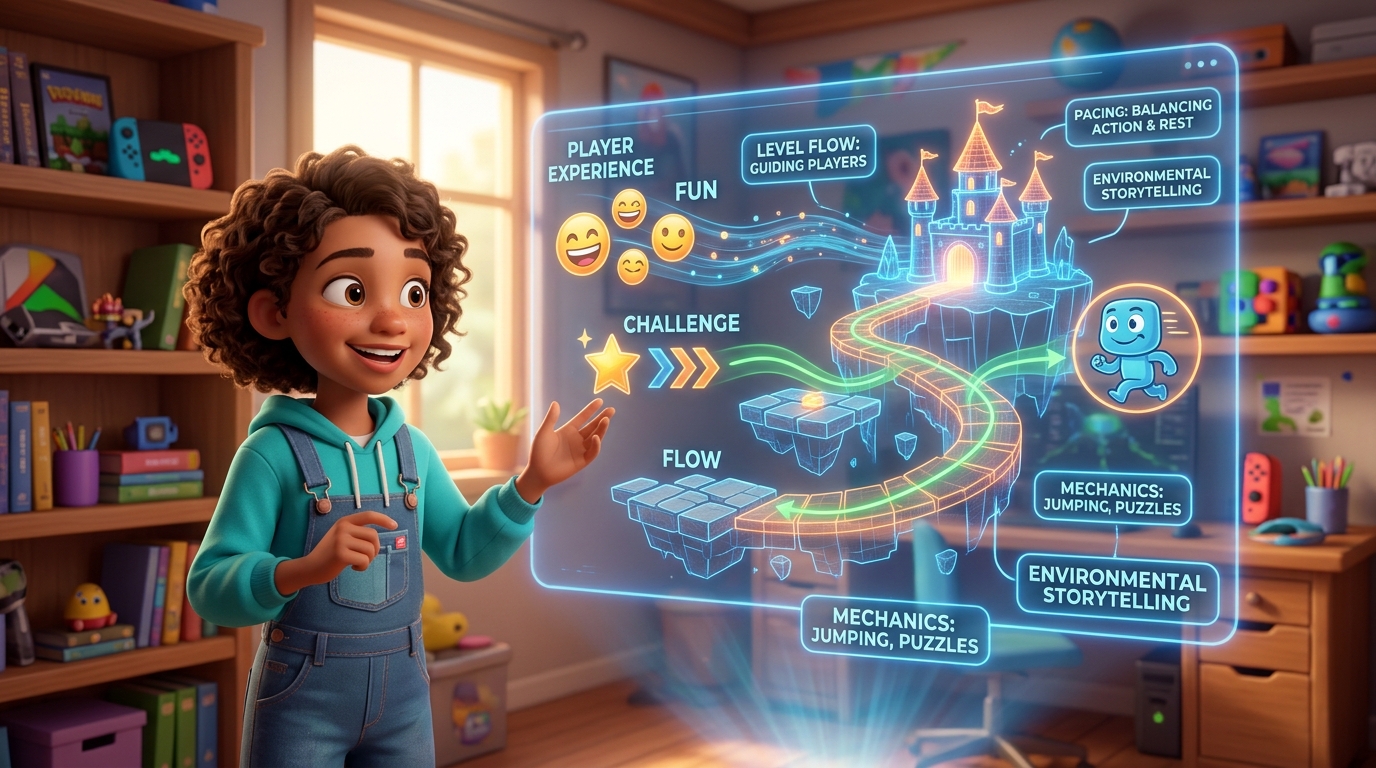 PLAYER
EXPERIENCE
FUN
LEVEL FLOW:
GUIDING PLAYERS
PACING: BALANCING
ACTION & REST
ENVIRONMENTAL
STORYTELLING
CHALLENGE
FLOW
MECHANICS:
JUMPING, PUZZLES
ENVIRONMENTAL
STORYTELLING
MECHANICS:
JUMPING, PUZZLES